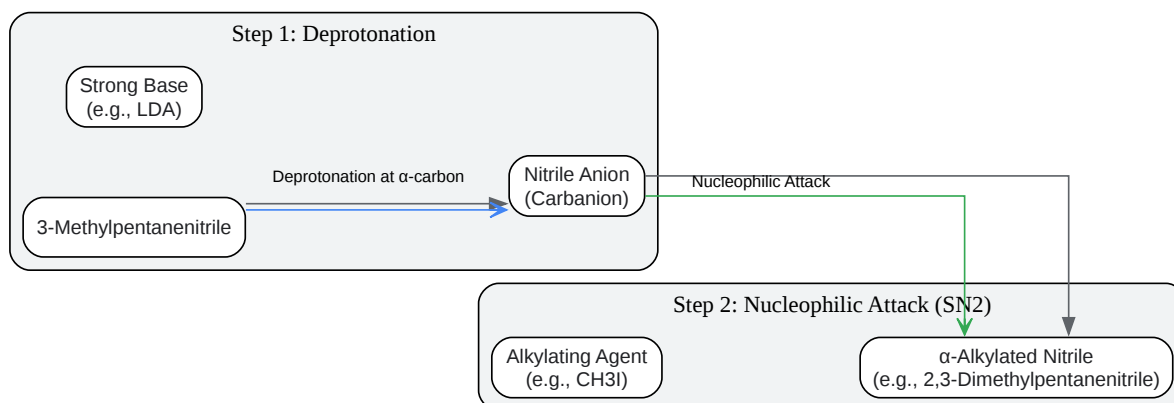 Step 1: Deprotonation
Strong Base
(e.g., LDA)
Deprotonation at α-carbon
3-Methylpentanenitrile
Nitrile Anion
(Carbanion)
Nucleophilic Attack
Step 2: Nucleophilic Attack (SN2)
Alkylating Agent
(e.g., CH3I)
α-Alkylated Nitrile
(e.g., 2,3-Dimethylpentanenitrile)